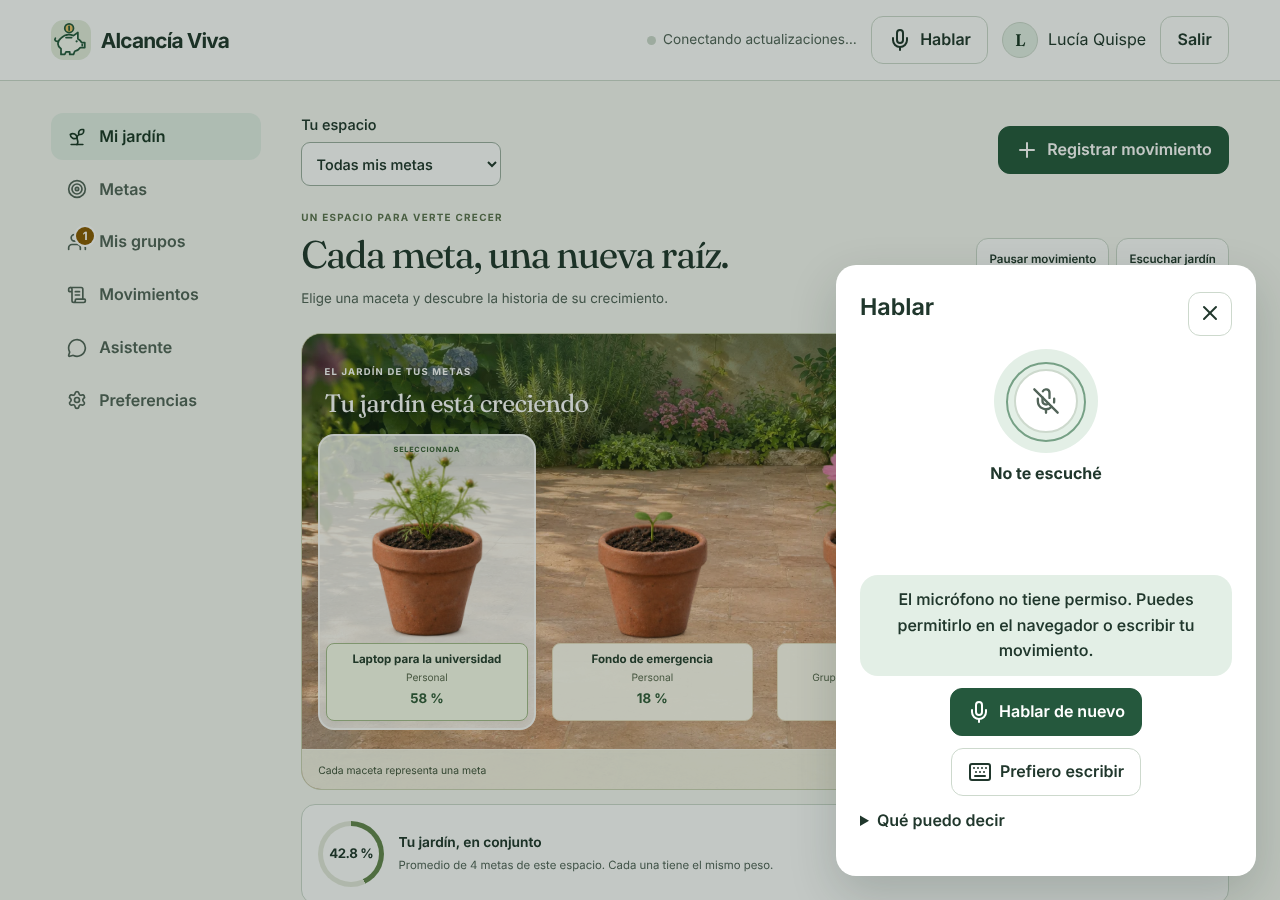 Alcancía Viva
Conectando actualizaciones...
Hablar
L
Lucía Quispe
Salir
Mi jardín
Metas
1
Mis grupos
Movimientos
Asistente
Preferencias
Tu espacio
Todas mis metas
Registrar movimiento
UN ESPACIO PARA VERTE CRECER
Cada meta, una nueva raíz.
Elige una maceta y descubre la historia de su crecimiento.
Pausar movimiento
Escuchar jardín
EL JARDÍN DE TUS METAS
Tu jardín está creciendo
SELECCIONADA
Laptop para la universidad
Personal
58 %
Fondo de emergencia
Personal
18 %
Cada maceta representa una meta
42.8 %
Tu jardín, en conjunto
Promedio de 4 metas de este espacio. Cada una tiene el mismo peso.
Hablar
No te escuché
El micrófono no tiene permiso. Puedes
permitirlo en el navegador o escribir tu
movimiento.
Hablar de nuevo
Prefiero escribir
Qué puedo decir